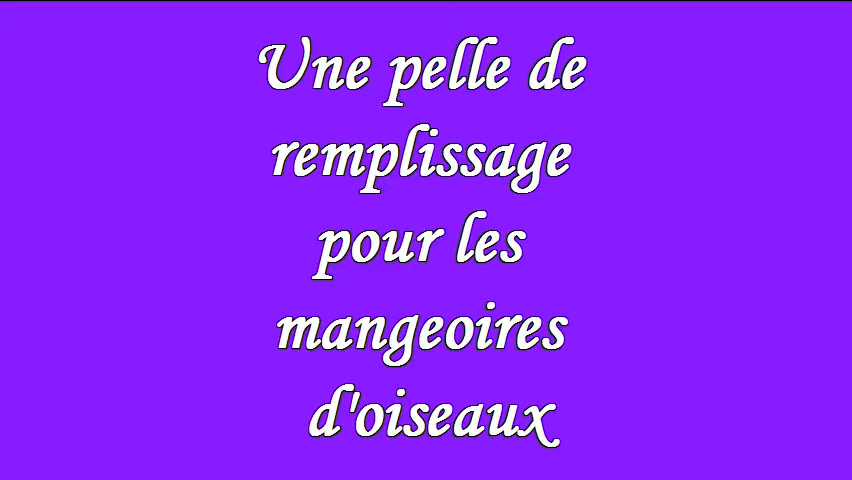 Une pelle de
remplissage
pour les
mangeoires
d'oiseaux